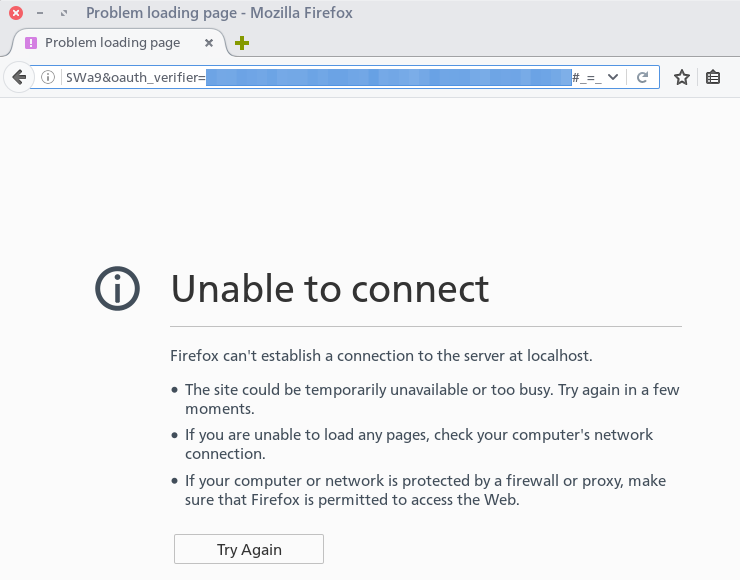 Problem loading page - Mozilla Firefox
Problem loading page
SWa9&oauth_verifier= #_=_
Unable to connect
Firefox can't establish a connection to the server at localhost.
• The site could be temporarily unavailable or too busy. Try again in a few
moments.
• If you are unable to load any pages, check your computer's network
connection.
• If your computer or network is protected by a firewall or proxy, make
sure that Firefox is permitted to access the Web.
Try Again